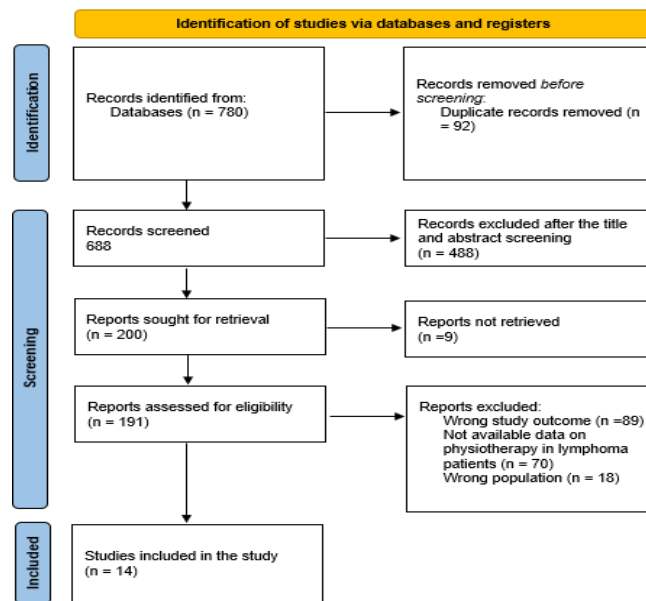 Identification of studies via databases and registers
Identification
Records identified from:
Databases (n = 780)
Records removed before
screening:
Duplicate records removed (n
= 92)
Screening
Records screened
688
Records excluded after the title
and abstract screening
(n = 488)
Reports sought for retrieval
(n = 200)
Reports not retrieved
(n =9)
Reports assessed for eligibility
(n = 191)
Reports excluded:
Wrong study outcome (n =89)
Not available data on
physiotherapy in lymphoma
patients (n = 70)
Wrong population (n = 18)
Included
Studies included in the study
(n = 14)